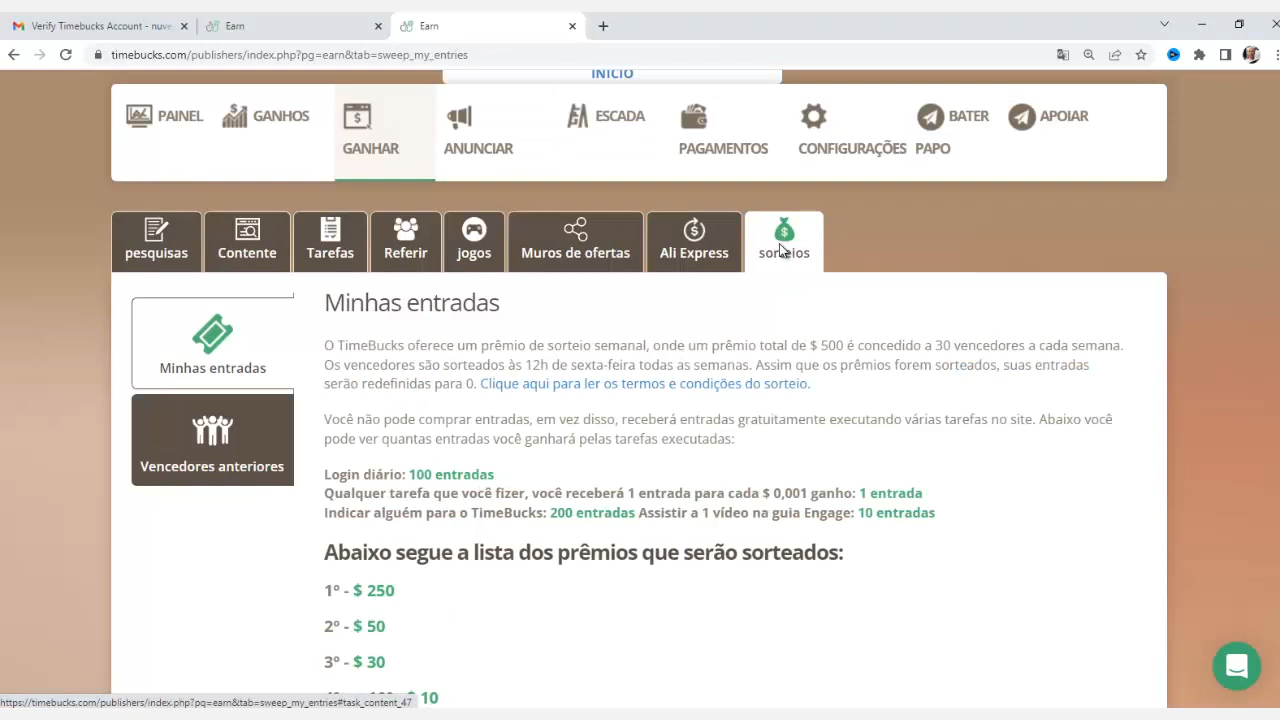 Verify Timebucks Account - nuve
Earn
Earn
timebucks.com/publishers/index.php?pg=earn&tab=sweep_my_entries
INÍCIO
PAINEL
GANHOS
GANHAR
ANUNCIAR
ESCADA
PAGAMENTOS
CONFIGURAÇÕES
BATER
PAPO
APOIAR
pesquisas
Contente
Tarefas
Referir
jogos
Muros de ofertas
Ali Express
sorteios
Minhas entradas
Vencedores anteriores
Minhas entradas
O TimeBucks oferece um prêmio de sorteio semanal, onde um prêmio total de $ 500 é concedido a 30 vencedores a cada semana.
Os vencedores são sorteados às 12h de sexta-feira todas as semanas. Assim que os prêmios forem sorteados, suas entradas
serão redefinidas para 0. Clique aqui para ler os termos e condições do sorteio.
Você não pode comprar entradas, em vez disso, receberá entradas gratuitamente executando várias tarefas no site. Abaixo você
pode ver quantas entradas você ganhará pelas tarefas executadas:
Login diário: 100 entradas
Qualquer tarefa que você fizer, você receberá 1 entrada para cada $ 0,001 ganho: 1 entrada
Indicar alguém para o TimeBucks: 200 entradas Assistir a 1 vídeo na guia Engage: 10 entradas
Abaixo segue a lista dos prêmios que serão sorteados:
1º - $ 250
2º - $ 50
3º - $ 30
$ 10
https://timebucks.com/publishers/index.php?pg=earn&tab=sweep_my_entries#task_content_47